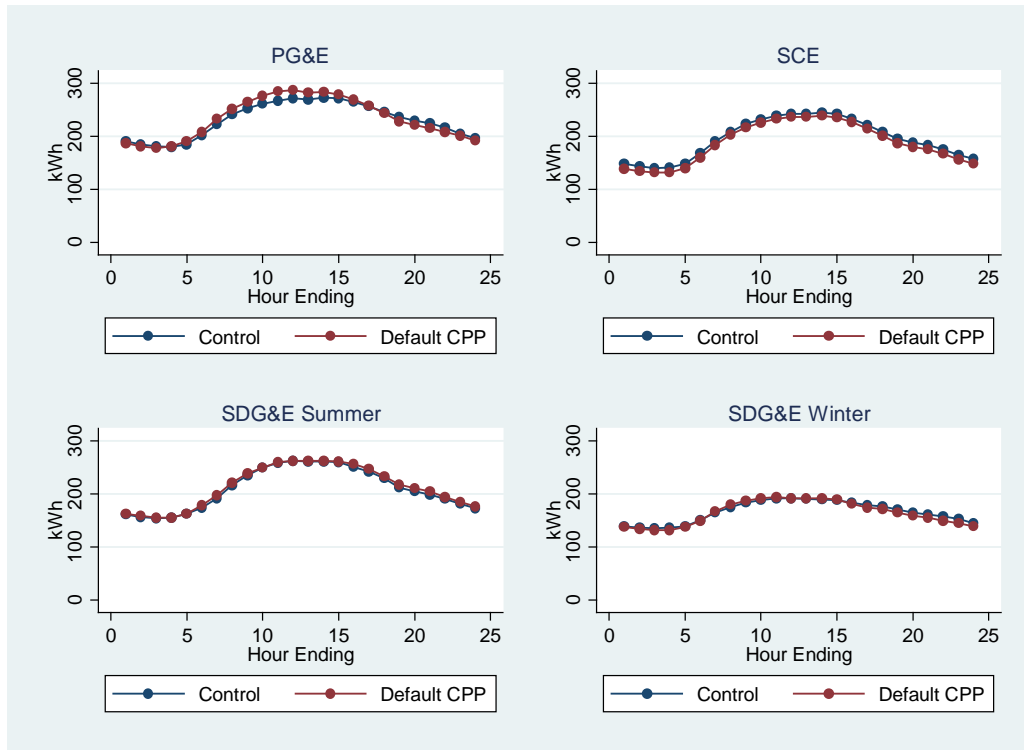 PG&E
kWh
0 100 200 300
0 5 10 15 20 25
Hour Ending
Control Default CPP
SCE
kWh
0 100 200 300
0 5 10 15 20 25
Hour Ending
Control Default CPP
SDG&E Summer
kWh
0 100 200 300
0 5 10 15 20 25
Hour Ending
Control Default CPP
SDG&E Winter
kWh
0 100 200 300
0 5 10 15 20 25
Hour Ending
Control Default CPP